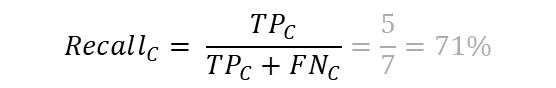 Recall_C = TP_C / (TP_C + FN_C) = 5/7 = 71%